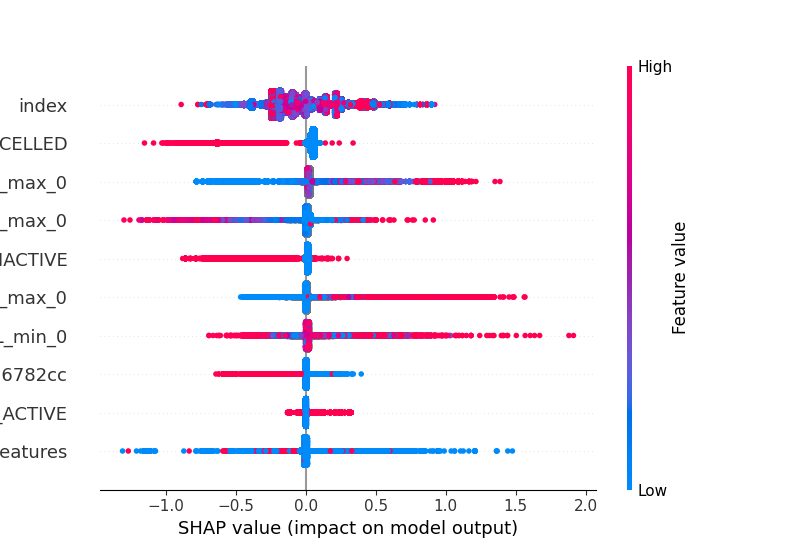 High
index
CELLED
_max_0
_max_0
ACTIVE
_max_0
_min_0
6782cc
_ACTIVE
eatures
Low
Feature value
−1.0 −0.5 0.0 0.5 1.0 1.5 2.0
SHAP value (impact on model output)